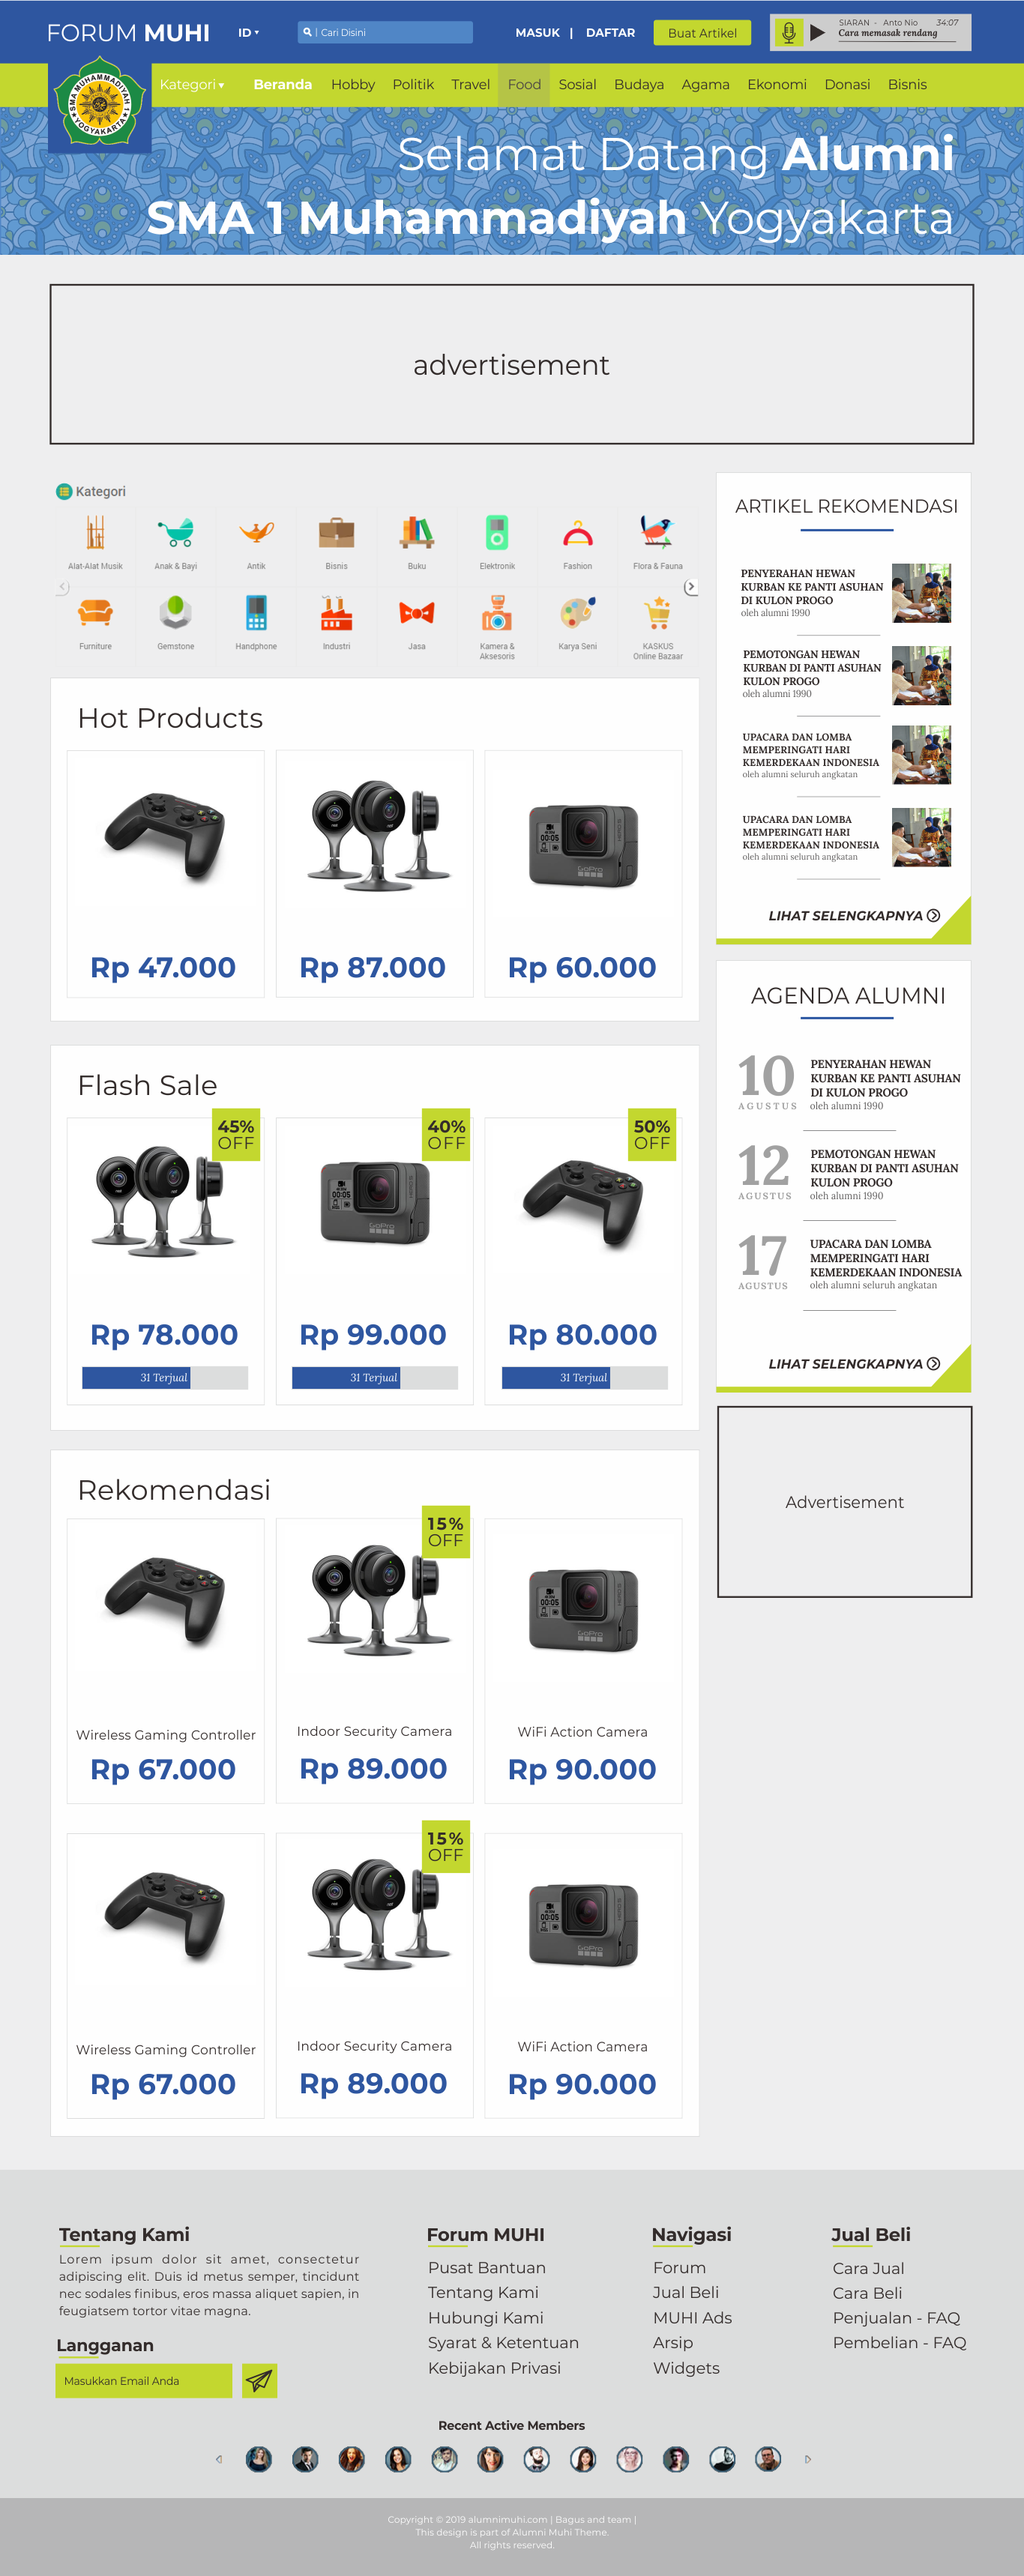 FORUM MUHI
ID
Cari Disini
MASUK | DAFTAR
Buat Artikel
SIARAN - Anto Nio 34:07
Cara memasak rendang
SMA MUHAMMADIYAH
YOGYAKARTA
Kategori Beranda Hobby Politik Travel Food Sosial Budaya Agama Ekonomi Donasi Bisnis
Selamat Datang Alumni
SMA 1 Muhammadiyah Yogyakarta
advertisement
Kategori
Alat-Alat Musik Anak & Bayi Antik Bisnis Buku Elektronik Fashion Flora & Fauna
Furniture Gemstone Handphone Industri Jasa Kamera & Karya Seni KASKUS
Aksesoris Online Bazaar
Hot Products
00:05
GoPro
Rp 47.000 Rp 87.000 Rp 60.000
Flash Sale
45% 40% 50%
OFF OFF OFF
00:05
GoPro
Rp 78.000 Rp 99.000 Rp 80.000
31 Terjual 31 Terjual 31 Terjual
Rekomendasi
15%
OFF
00:05
GoPro
Wireless Gaming Controller Indoor Security Camera WiFi Action Camera
Rp 67.000 Rp 89.000 Rp 90.000
15%
OFF
00:05
GoPro
Wireless Gaming Controller Indoor Security Camera WiFi Action Camera
Rp 67.000 Rp 89.000 Rp 90.000
ARTIKEL REKOMENDASI
PENYERAHAN HEWAN
KURBAN KE PANTI ASUHAN
DI KULON PROGO
oleh alumni 1990
PEMOTONGAN HEWAN
KURBAN DI PANTI ASUHAN
KULON PROGO
oleh alumni 1990
UPACARA DAN LOMBA
MEMPERINGATI HARI
KEMERDEKAAN INDONESIA
oleh alumni seluruh angkatan
UPACARA DAN LOMBA
MEMPERINGATI HARI
KEMERDEKAAN INDONESIA
oleh alumni seluruh angkatan
LIHAT SELENGKAPNYA
AGENDA ALUMNI
10
AGUSTUS
PENYERAHAN HEWAN
KURBAN KE PANTI ASUHAN
DI KULON PROGO
oleh alumni 1990
12
AGUSTUS
PEMOTONGAN HEWAN
KURBAN DI PANTI ASUHAN
KULON PROGO
oleh alumni 1990
17
AGUSTUS
UPACARA DAN LOMBA
MEMPERINGATI HARI
KEMERDEKAAN INDONESIA
oleh alumni seluruh angkatan
LIHAT SELENGKAPNYA
Advertisement
Tentang Kami
Lorem ipsum dolor sit amet, consectetur
adipiscing elit. Duis id metus semper, tincidunt
nec sodales finibus, eros massa aliquet sapien, in
feugiatsem tortor vitae magna.
Langganan
Masukkan Email Anda
Forum MUHI
Pusat Bantuan
Tentang Kami
Hubungi Kami
Syarat & Ketentuan
Kebijakan Privasi
Navigasi
Forum
Jual Beli
MUHI Ads
Arsip
Widgets
Jual Beli
Cara Jual
Cara Beli
Penjualan - FAQ
Pembelian - FAQ
Recent Active Members
Copyright © 2019 alumnimuhi.com | Bagus and team |
This design is part of Alumni Muhi Theme.
All rights reserved.